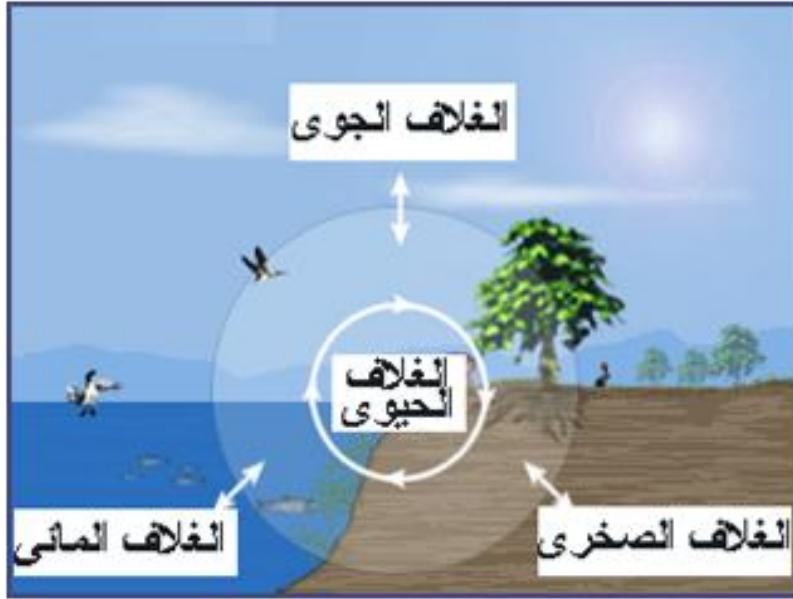 الغلاف الجوى
الغلاف
الحيوى
الغلاف المائى
الغلاف الصخرى